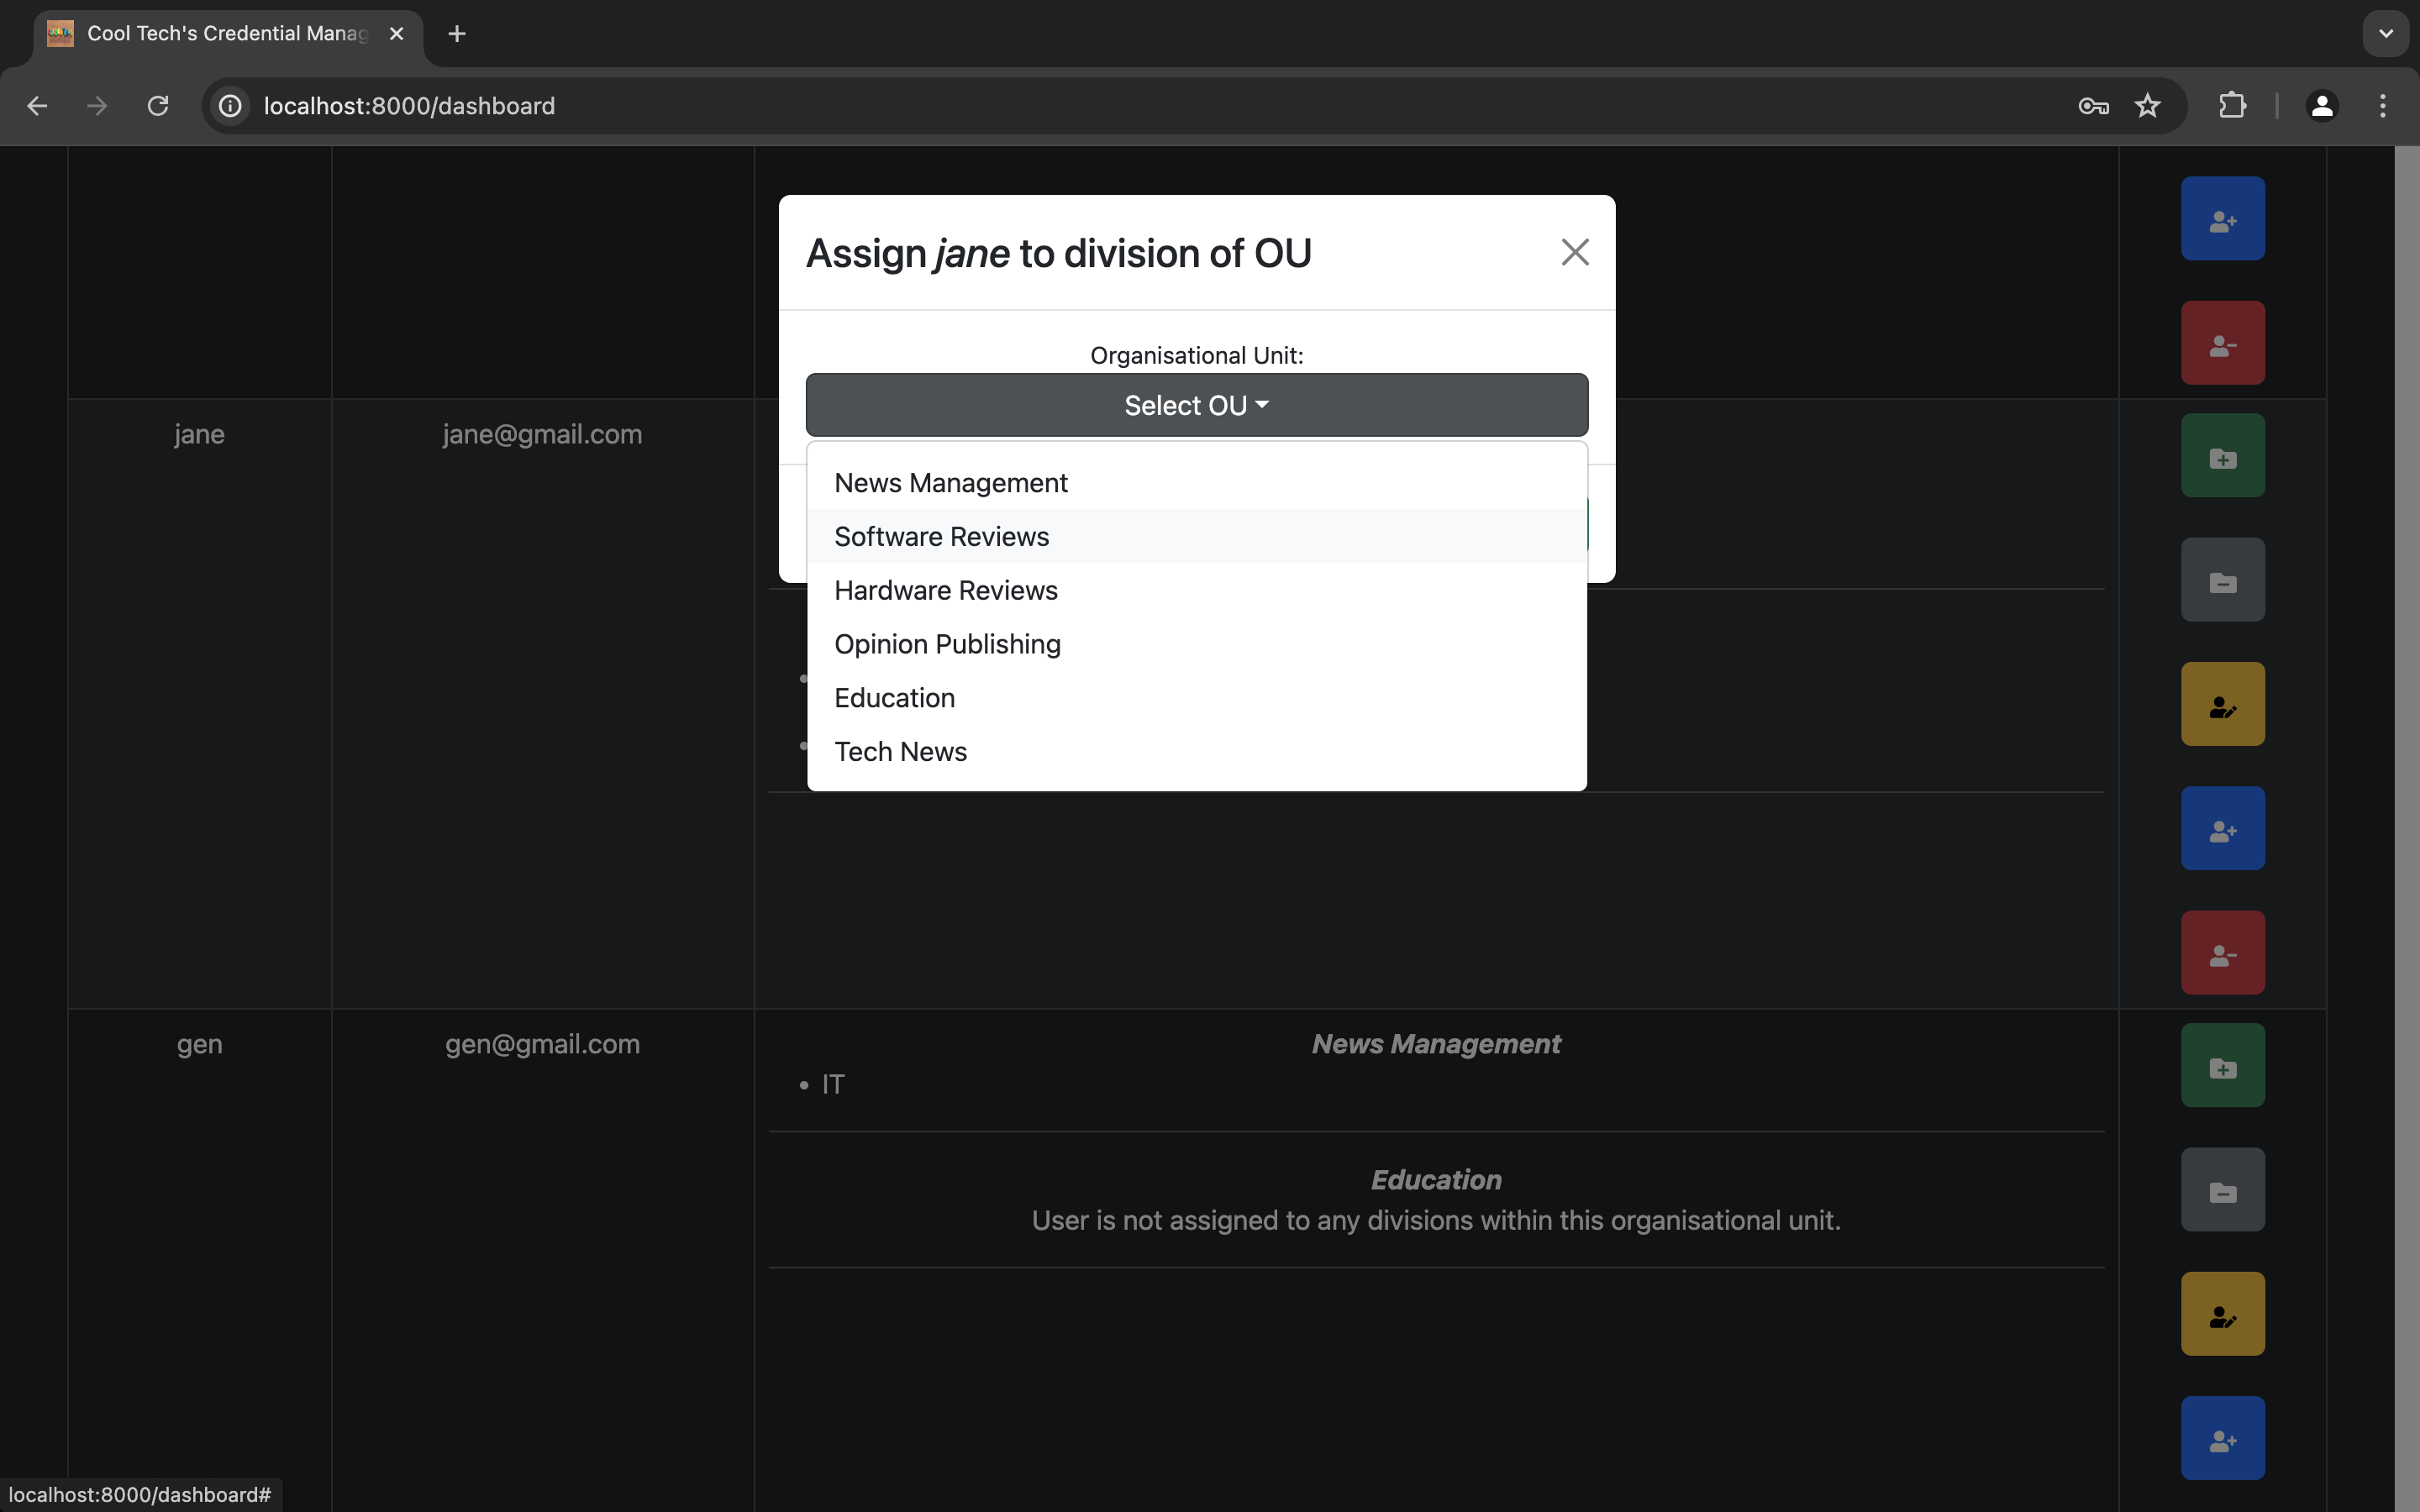 Cool Tech's Credential Manag
localhost:8000/dashboard
Assign jane to division of OU
Organisational Unit:
Select OU
News Management
Software Reviews
Hardware Reviews
Opinion Publishing
Education
Tech News
jane
jane@gmail.com
gen
gen@gmail.com
News Management
• IT
Education
User is not assigned to any divisions within this organisational unit.
localhost:8000/dashboard#